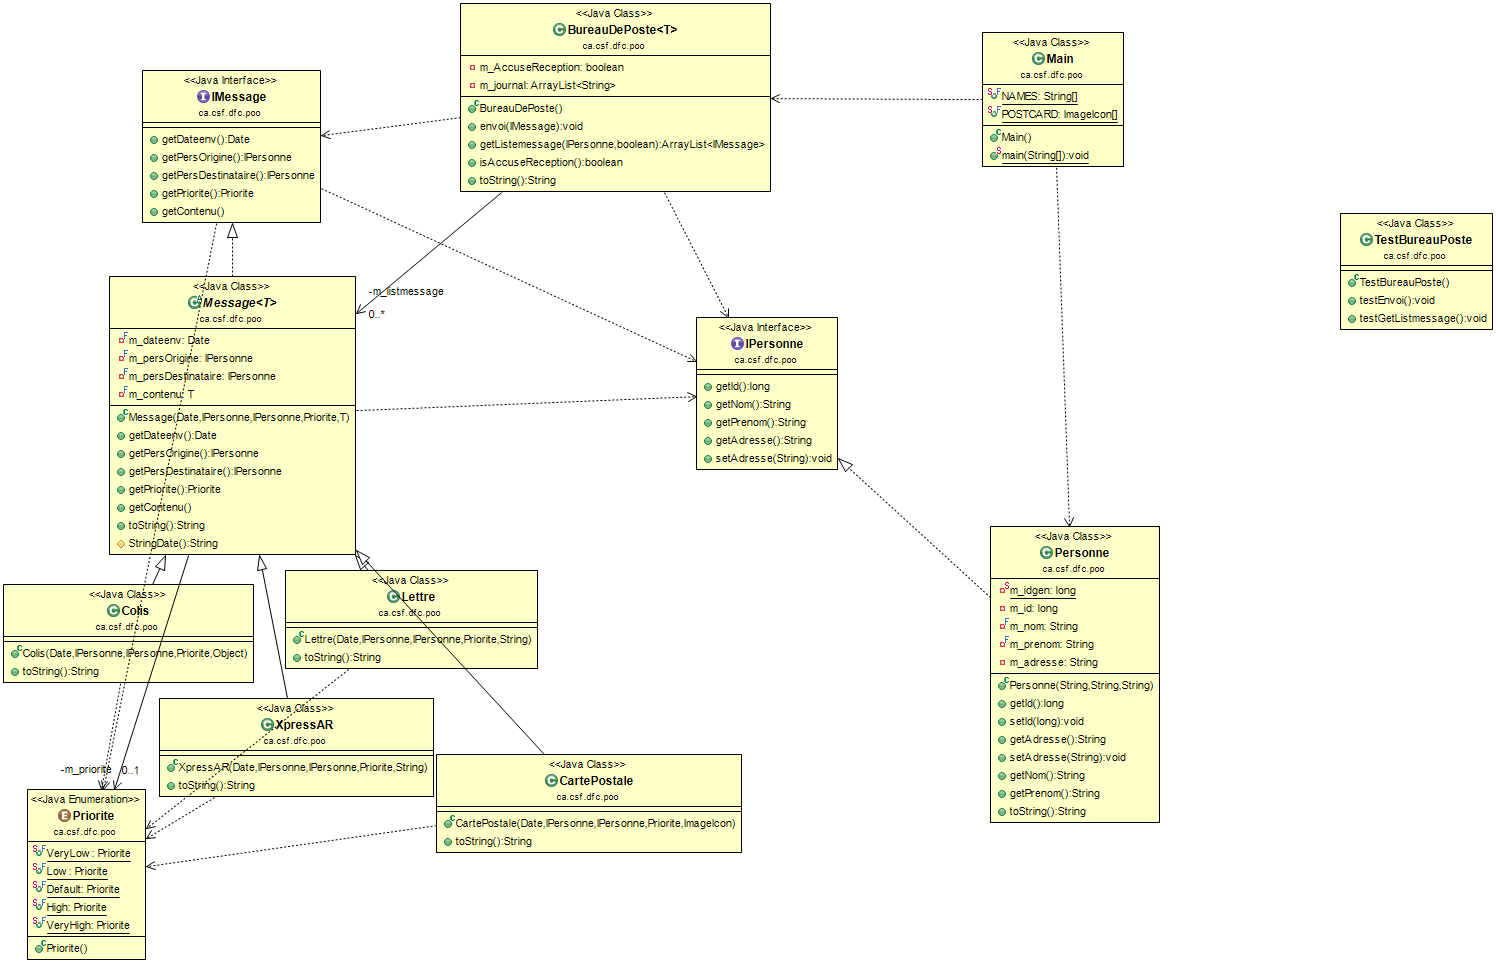 <<Java Class>>
BureauDePoste<T>
ca.csf.dfc.poo
m_AccuseReception: boolean
m_journal: ArrayList<String>
BureauDePoste()
envoi(IMessage):void
getListemessage(IPersonne,boolean):ArrayList<IMessage>
isAccuseReception():boolean
toString():String
<<Java Class>>
Main
ca.csf.dfc.poo
NAMES: String[]
POSTCARD: ImageIcon[]
Main()
main(String[]):void
<<Java Interface>>
IMessage
ca.csf.dfc.poo
getDateenv():Date
getPersOrigine():IPersonne
getPersDestinataire():IPersonne
getPriorite():Priorite
getContenu()
<<Java Class>>
TestBureauPoste
ca.csf.dfc.poo
TestBureauPoste()
testEnvoi():void
testGetListmessage():void
<<Java Class>>
Message<T>
ca.csf.dfc.poo
m_dateenv: Date
m_persOrigine: IPersonne
m_persDestinataire: IPersonne
m_contenu: T
Message(Date,IPersonne,IPersonne,Priorite,T)
getDateenv():Date
getPersOrigine():IPersonne
getPersDestinataire():IPersonne
getPriorite():Priorite
getContenu()
toString():String
StringDate():String
-m_listmessage
0..*
<<Java Interface>>
IPersonne
ca.csf.dfc.poo
getId():long
getNom():String
getPrenom():String
getAdresse():String
setAdresse(String):void
<<Java Class>>
Personne
ca.csf.dfc.poo
m_idgen: long
m_id: long
m_nom: String
m_prenom: String
m_adresse: String
Personne(String,String,String)
getId():long
setId(long):void
getAdresse():String
setAdresse(String):void
getNom():String
getPrenom():String
toString():String
<<Java Class>>
Colis
ca.csf.dfc.poo
Colis(Date,IPersonne,IPersonne,Priorite,Object)
toString():String
<<Java Class>>
Lettre
ca.csf.dfc.poo
Lettre(Date,IPersonne,IPersonne,Priorite,String)
toString():String
<<Java Class>>
XpressAR
ca.csf.dfc.poo
XpressAR(Date,IPersonne,IPersonne,Priorite,String)
toString():String
<<Java Class>>
CartePostale
ca.csf.dfc.poo
CartePostale(Date,IPersonne,IPersonne,Priorite,ImageIcon)
toString():String
-m_priorite 0..1
<<Java Enumeration>>
Priorite
ca.csf.dfc.poo
VeryLow: Priorite
Low: Priorite
Default: Priorite
High: Priorite
VeryHigh: Priorite
Priorite()